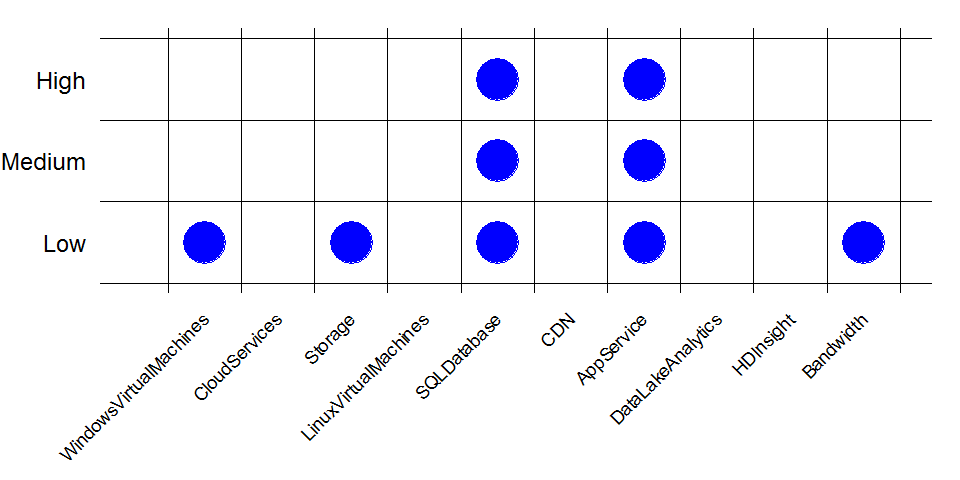 High
Medium
Low
WindowsVirtualMachines
CloudServices
Storage
LinuxVirtualMachines
SQLDatabase
CDN
AppService
DataLakeAnalytics
HDInsight
Bandwidth